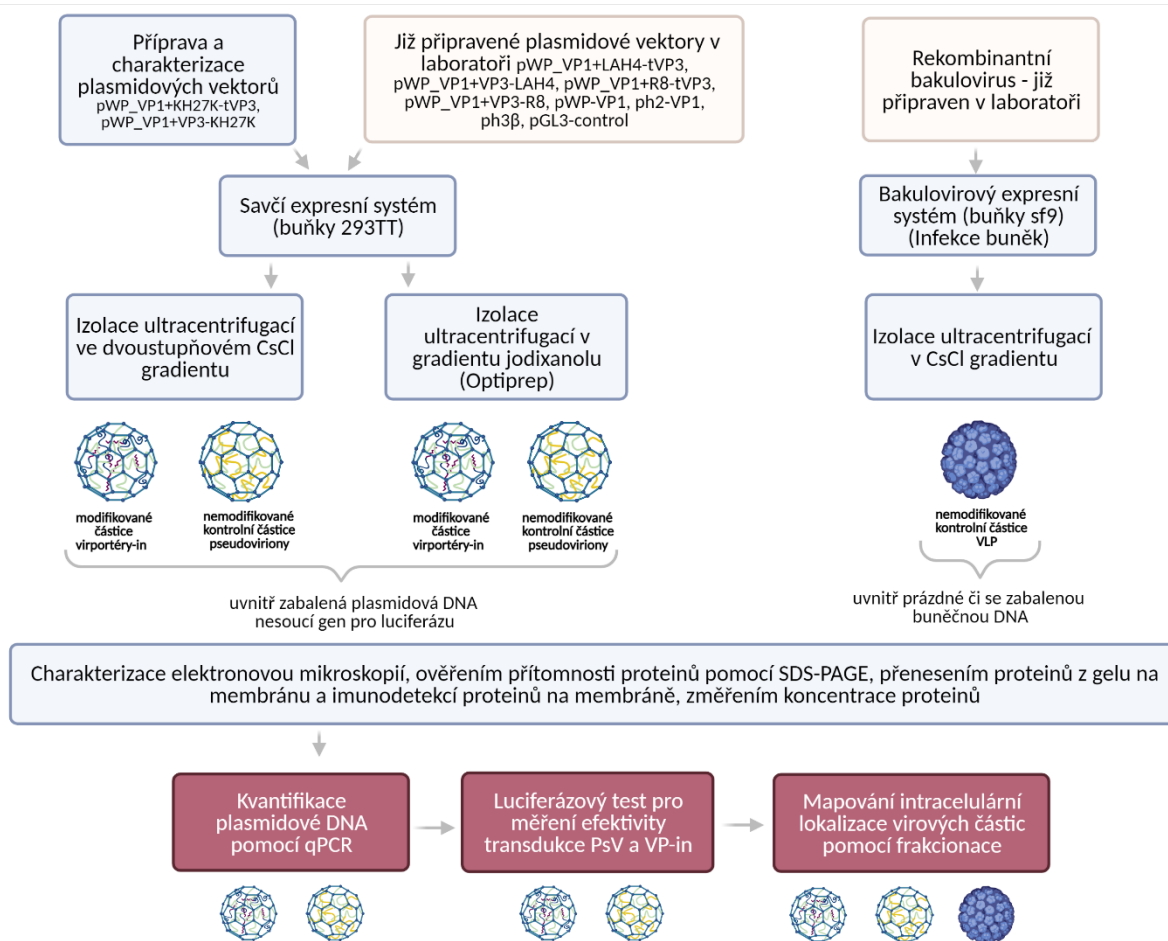 Příprava a
charakterizace
plasmidových vektorů
pWP_VP1+KH27K-tVP3,
pWP_VP1+VP3-KH27K
Již připravené plasmidové vektory v
laboratoři pWP_VP1+LAH4-tVP3,
pWP_VP1+VP3-LAH4, pWP_VP1+R8-tVP3,
pWP_VP1+VP3-R8, pWP-VP1, ph2-VP1,
ph3β, pGL3-control
Rekombinantní
bakulovirus - již
připraven v laboratoři
Savčí expresní systém
(buňky 293TT)
Bakulovirový expresní
systém (buňky sf9)
(Infekce buněk)
Izolace ultracentrifugací
ve dvoustupňovém CsCl
gradientu
Izolace
ultracentrifugací v
gradientu jodixanolu
(Optiprep)
Izolace ultracentrifugací
v CsCl gradientu
modifikované
částice
virportéry-in
nemodifikované
kontrolní částice
pseudoviriony
modifikované
částice
virportéry-in
nemodifikované
kontrolní částice
pseudoviriony
nemodifikované
kontrolní částice
VLP
uvnitř zabalená plasmidová DNA
nesoucí gen pro luciferázu
uvnitř prázdné či se zabalenou
buněčnou DNA
Charakterizace elektronovou mikroskopií, ověřením přítomnosti proteinů pomocí SDS-PAGE, přenesením proteinů z gelu na
membránu a imunodetekcí proteinů na membráně, změřením koncentrace proteinů
Kvantifikace
plasmidové DNA
pomocí qPCR
Luciferázový test pro
měření efektivity
transdukce PsV a VP-in
Mapování intracelulární
lokalizace virových částic
pomocí frakcionace